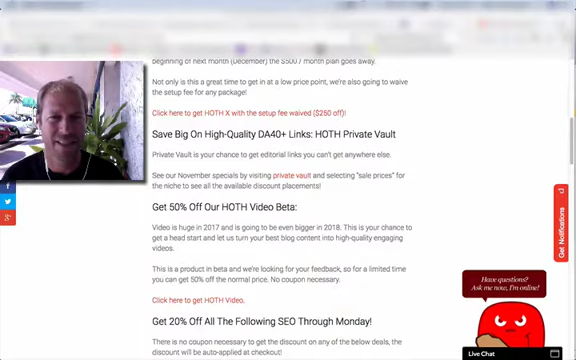 beginning of next month (December) the $500 / month plan goes away.
Not only is this a great time to get in at a low price point, we're also going to waive
the setup fee for any package!
Click here to get HOTH X with the setup fee waived ($250 off)!
Save Big On High-Quality DA40+ Links: HOTH Private Vault
Private Vault is your chance to get editorial links you can't get anywhere else.
See our November specials by visiting private vault and selecting "sale prices" for
the niche to see all the available discount placements!
Get 50% Off Our HOTH Video Beta:
Video is huge in 2017 and is going to be even bigger in 2018. This is your chance to
get a head start and let us turn your best blog content into high-quality engaging
videos.
This is a product in beta and we're looking for your feedback, so for a limited time
you can get 50% off the normal price. No coupon necessary.
Click here to get HOTH Video.
Get 20% Off All The Following SEO Through Monday!
There is no coupon necessary to get the discount on any of the below deals, the
discount will be auto-applied at checkout!
Get Notifications
Have questions?
Ask me now, I'm online!
Live Chat